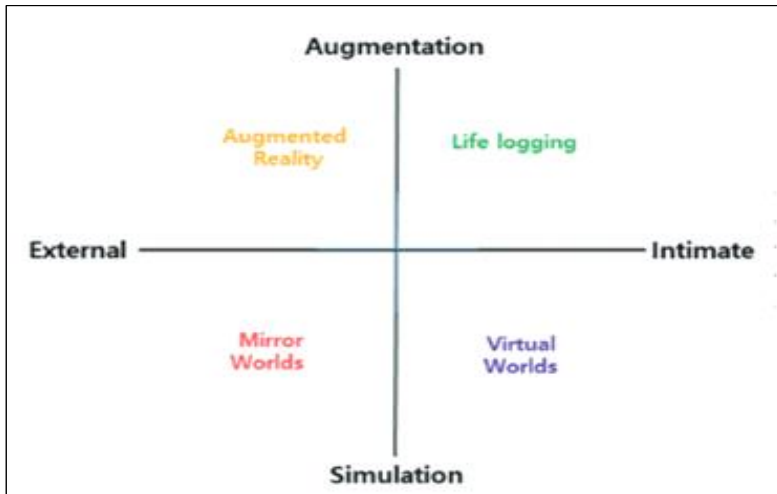 Augmentation
Augmented
Reality
Life logging
External
Intimate
Mirror
Worlds
Virtual
Worlds
Simulation